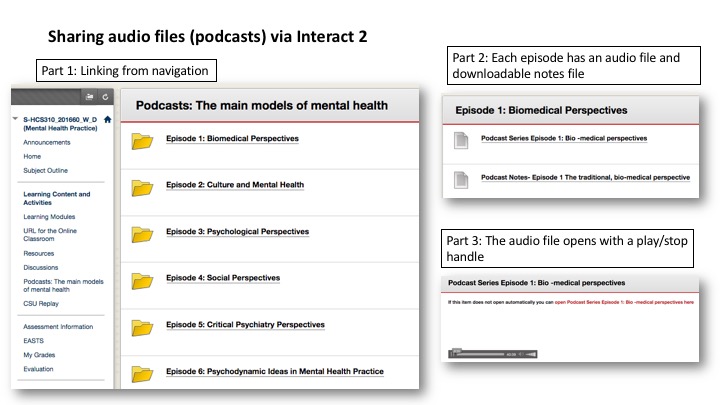 Sharing audio files (podcasts) via Interact 2
Part 1: Linking from navigation
S-HCS310_201660_W_D
(Mental Health Practice)
Announcements
Home
Subject Outline
Learning Content and
Activities
Learning Modules
URL for the Online
Classroom
Resources
Discussions
Podcasts: The main models
of mental health
CSU Replay
Assessment Information
EASTS
My Grades
Evaluation
Podcasts: The main models of mental health
Episode 1: Biomedical Perspectives
Episode 2: Culture and Mental Health
Episode 3: Psychological Perspectives
Episode 4: Social Perspectives
Episode 5: Critical Psychiatry Perspectives
Episode 6: Psychodynamic Ideas in Mental Health Practice
Part 2: Each episode has an audio file and
downloadable notes file
Episode 1: Biomedical Perspectives
Podcast Series Episode 1: Bio -medical perspectives
Podcast Notes- Episode 1 The traditional, bio-medical perspective
Part 3: The audio file opens with a play/stop
handle
Podcast Series Episode 1: Bio -medical perspectives
If this item does not open automatically you can open Podcast Series Episode 1: Bio -medical perspectives here